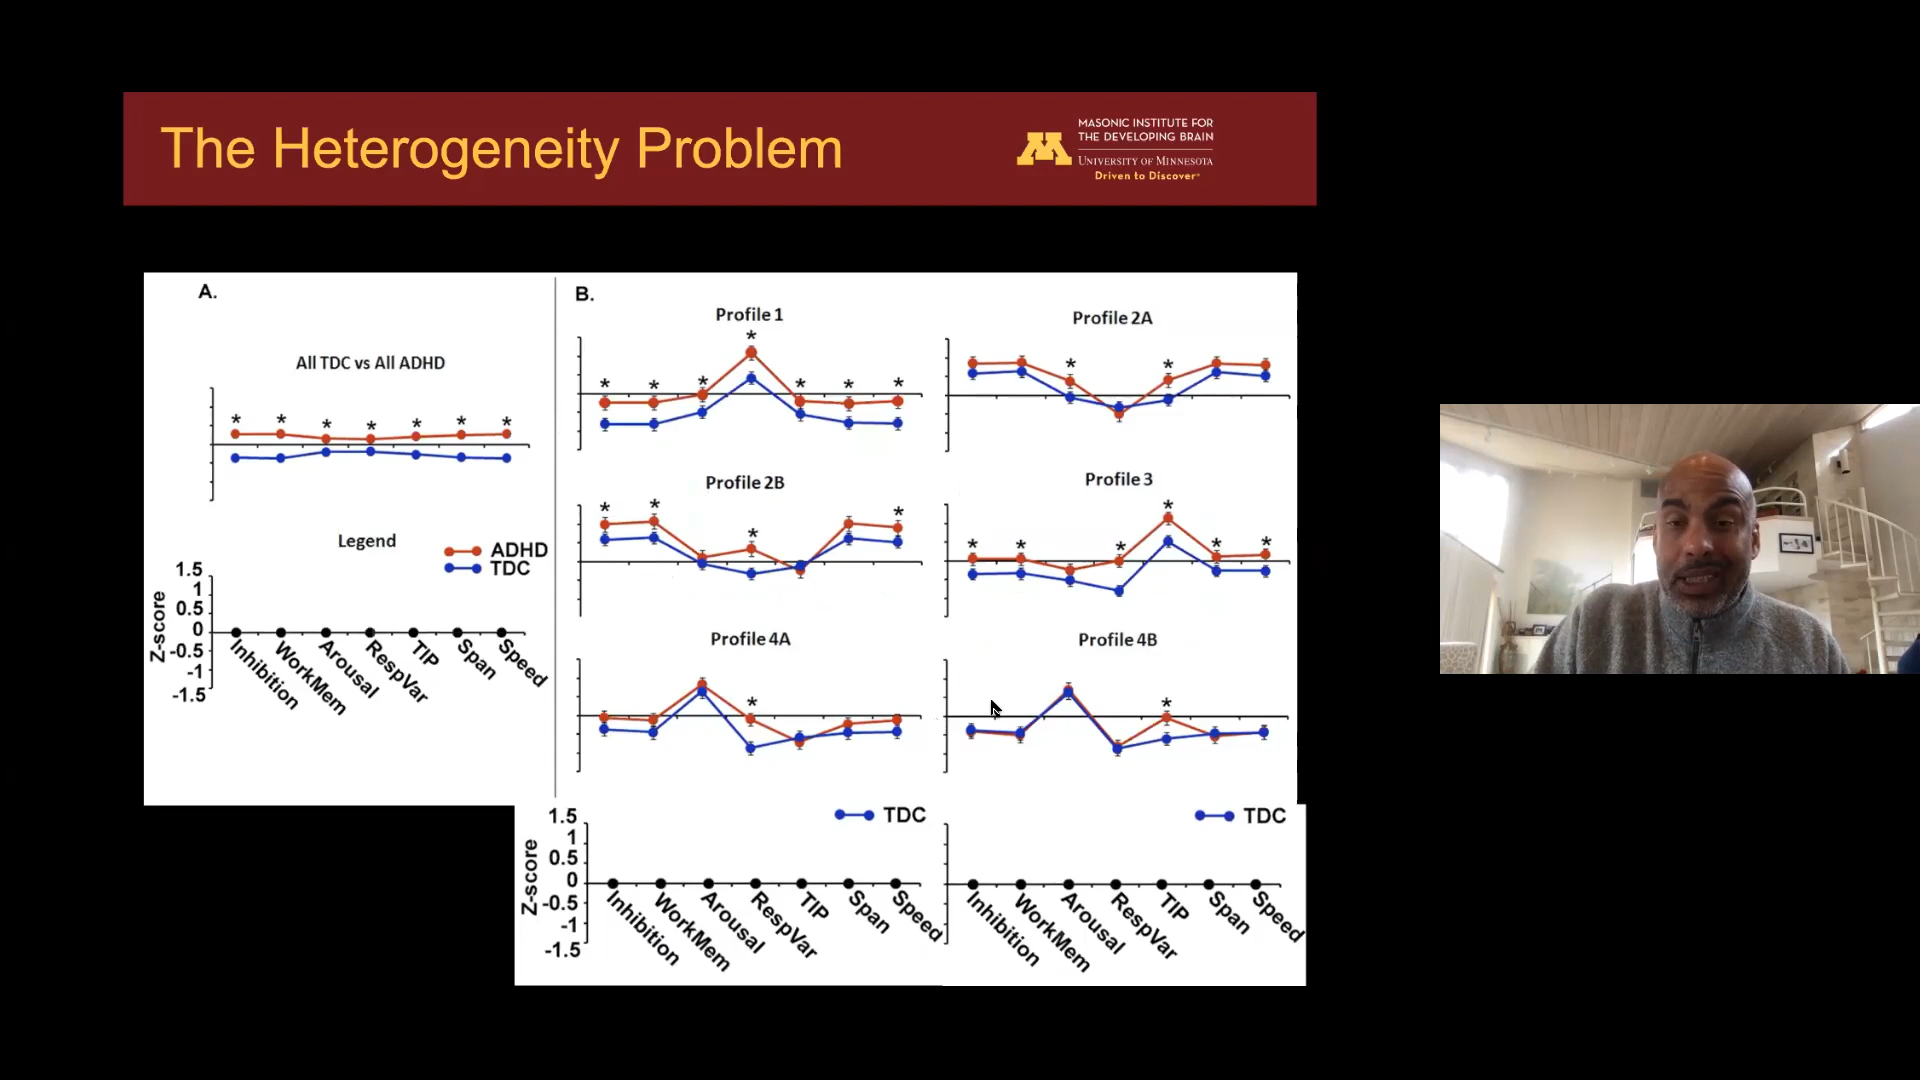 The Heterogeneity Problem
MASONIC INSTITUTE FOR
THE DEVELOPING BRAIN
UNIVERSITY OF MINNESOTA
Driven to Discover
A.
All TDC vs All ADHD
* * * * * * *
Legend
ADHD
TDC
1.5
1
0.5
0
-0.5
-1
-1.5
Z-score
Inhibition
WorkMem
Arousal
RespVar
TIP
Span
Speed
B.
Profile 1
* * * * * * *
Profile 2A
* *
Profile 2B
* * * *
Profile 3
* * * * * *
Profile 4A
*
Profile 4B
*
TDC
1.5
1
0.5
0
-0.5
-1
-1.5
Z-score
Inhibition
WorkMem
Arousal
RespVar
TIP
Span
Speed
TDC
Inhibition
WorkMem
Arousal
RespVar
TIP
Span
Speed